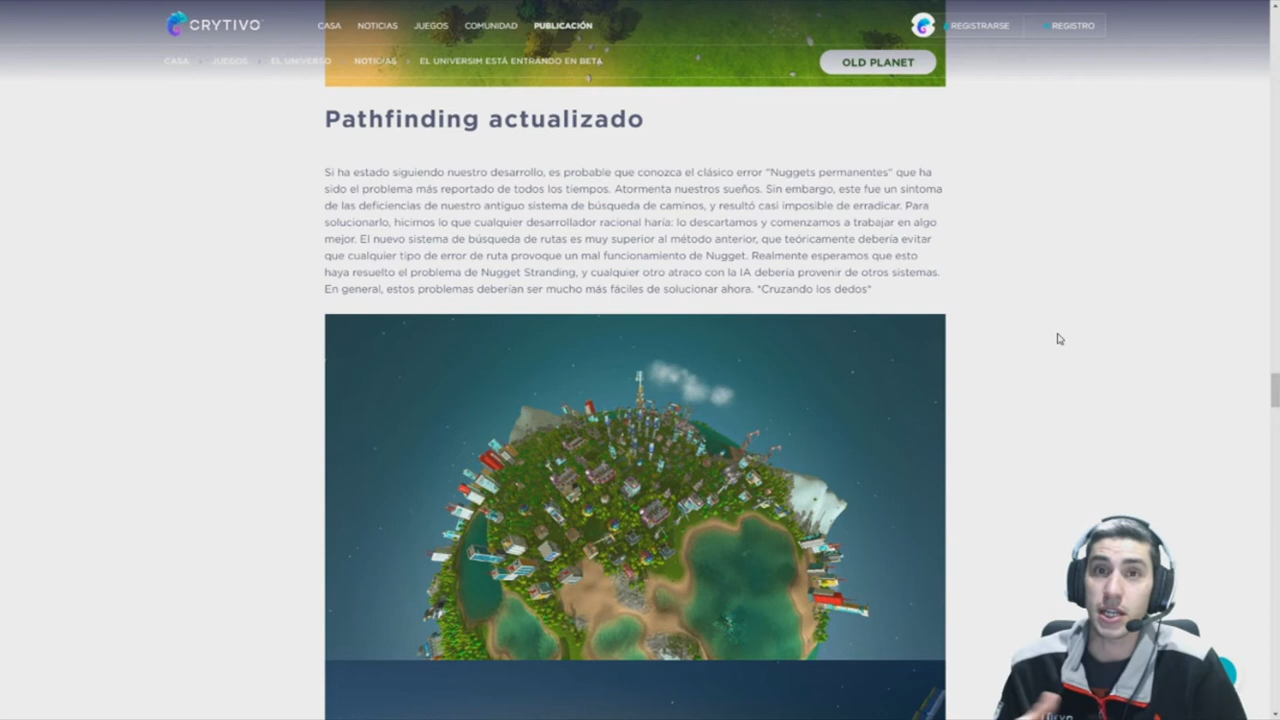 CRYTIVO
CASA NOTICIAS JUEGOS COMUNIDAD PUBLICACIÓN
REGISTRARSE REGISTRO
CASA JUEGOS EL UNIVERSO NOTICIAS EL UNIVERSIM ESTÁ ENTRANDO EN BETA
OLD PLANET
Pathfinding actualizado
Si ha estado siguiendo nuestro desarrollo, es probable que conozca el clásico error "Nuggets permanentes" que ha
sido el problema más reportado de todos los tiempos. Atormenta nuestros sueños. Sin embargo, este fue un síntoma
de las deficiencias de nuestro antiguo sistema de búsqueda de caminos, y resultó casi imposible de erradicar. Para
solucionarlo, hicimos lo que cualquier desarrollador racional haría: lo descartamos y comenzamos a trabajar en algo
mejor. El nuevo sistema de búsqueda de rutas es muy superior al método anterior, que teóricamente debería evitar
que cualquier tipo de error de ruta provoque un mal funcionamiento de Nugget. Realmente esperamos que esto
haya resuelto el problema de Nugget Stranding, y cualquier otro atraco con la IA debería provenir de otros sistemas.
En general, estos problemas deberían ser mucho más fáciles de solucionar ahora. *Cruzando los dedos*